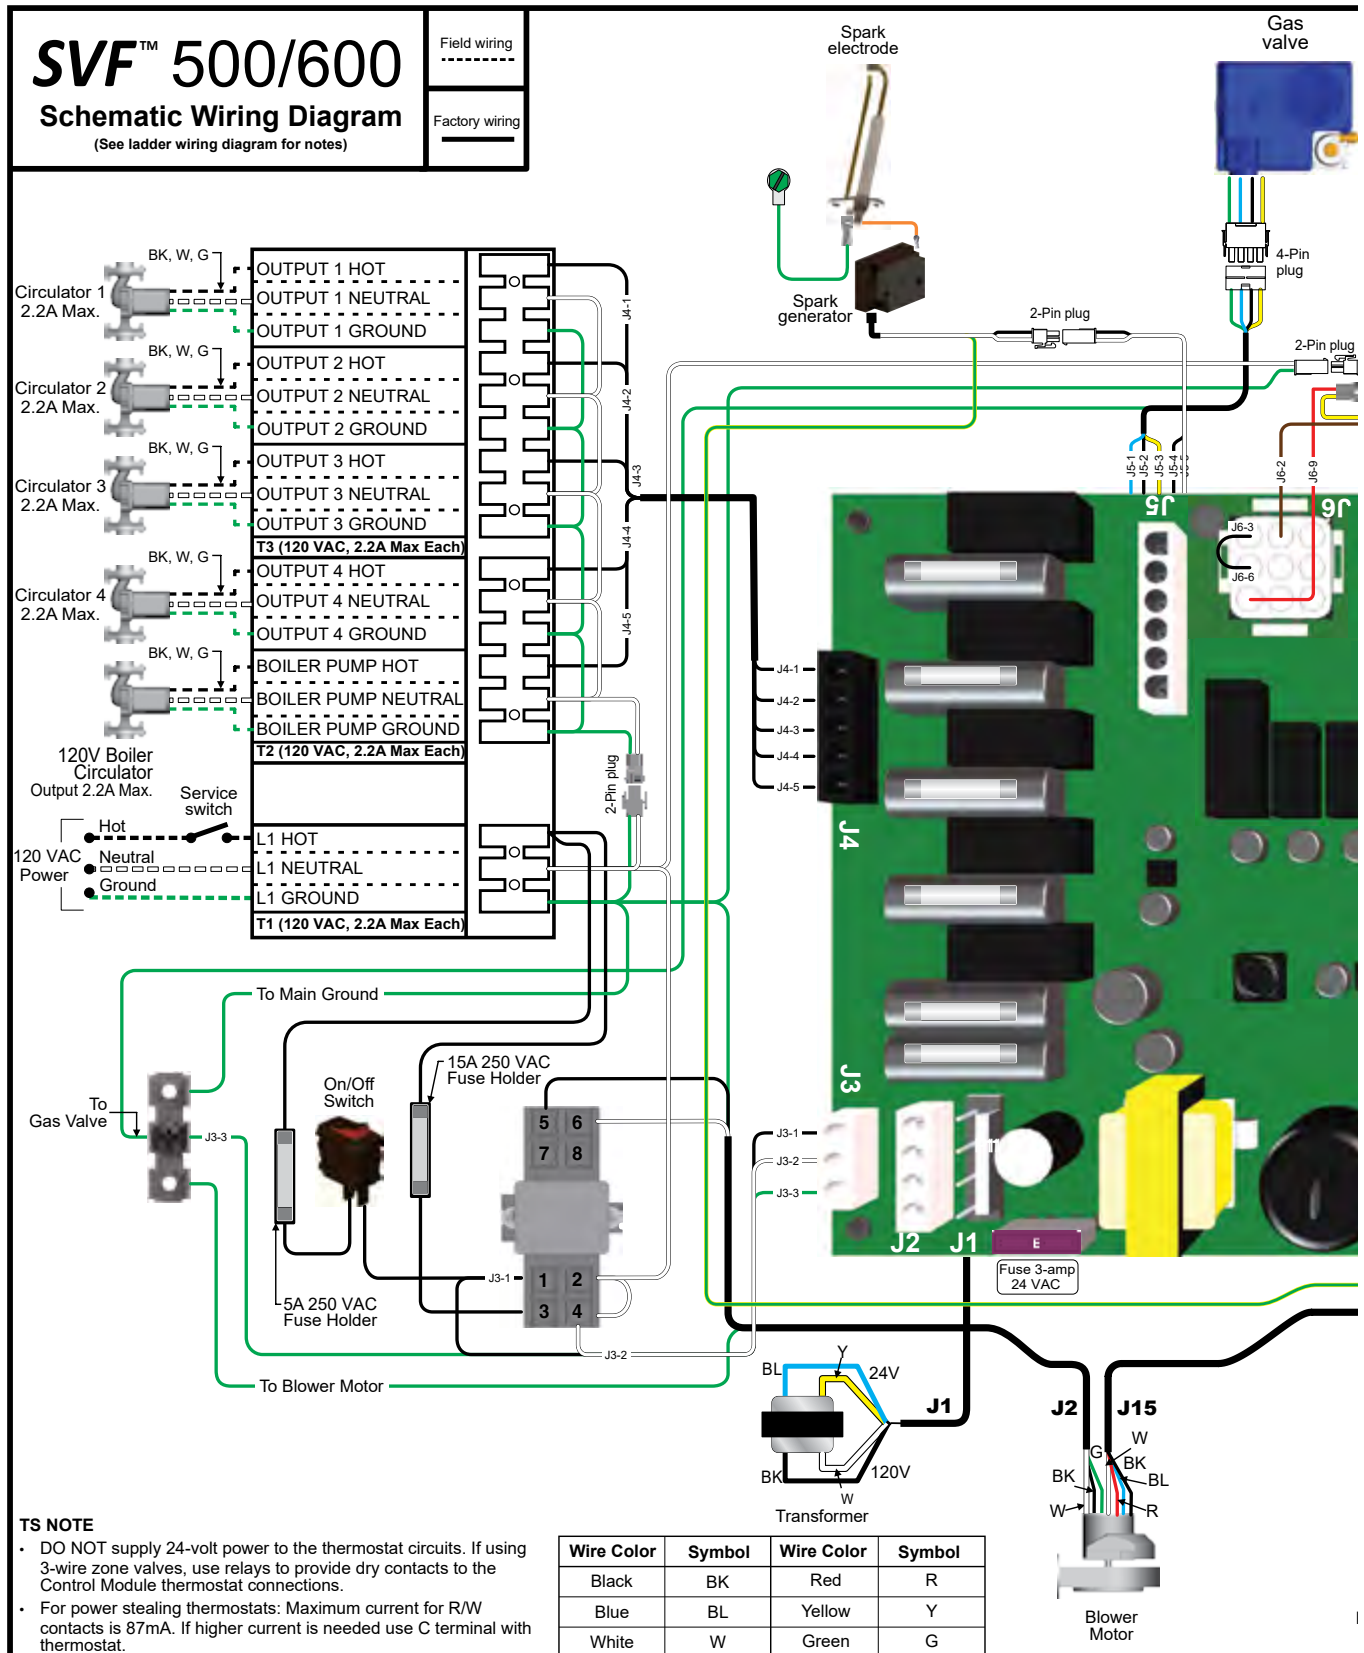 SVF™ 500/600
Schematic Wiring Diagram
(See ladder wiring diagram for notes)
Field wiring
Factory wiring
Spark
electrode
Gas
valve
4-Pin
plug
Spark
generator
2-Pin plug
2-Pin plug
BK, W, G
Circulator 1
2.2A Max.
OUTPUT 1 HOT
OUTPUT 1 NEUTRAL
OUTPUT 1 GROUND
J4-1
BK, W, G
Circulator 2
2.2A Max.
OUTPUT 2 HOT
OUTPUT 2 NEUTRAL
OUTPUT 2 GROUND
J4-2
BK, W, G
Circulator 3
2.2A Max.
OUTPUT 3 HOT
OUTPUT 3 NEUTRAL
OUTPUT 3 GROUND
J4-3
T3 (120 VAC, 2.2A Max Each)
BK, W, G
Circulator 4
2.2A Max.
OUTPUT 4 HOT
OUTPUT 4 NEUTRAL
OUTPUT 4 GROUND
J4-4
BK, W, G
BOILER PUMP HOT
BOILER PUMP NEUTRAL
BOILER PUMP GROUND
J4-5
T2 (120 VAC, 2.2A Max Each)
120V Boiler
Circulator
Output 2.2A Max.
Service
switch
Hot
120 VAC
Power
Neutral
Ground
L1 HOT
L1 NEUTRAL
L1 GROUND
T1 (120 VAC, 2.2A Max Each)
2-Pin plug
J5-1
J5-2
J5-3
J5-4
J6-2
J6-9
J5
J6
J6-3
J6-6
J4-1
J4-2
J4-3
J4-4
J4-5
J4
J3
J3-1
J3-2
J3-3
J2
J1
E
Fuse 3-amp
24 VAC
To Main Ground
15A 250 VAC
Fuse Holder
On/Off
Switch
To
Gas Valve
J3-3
5 6
7 8
1 2
3 4
J3-1
5A 250 VAC
Fuse Holder
J3-2
To Blower Motor
BL
Y
24V
J1
BK
W
120V
Transformer
J2
J15
G
W
BK
BK
BL
W
R
Blower
Motor
TS NOTE
• DO NOT supply 24-volt power to the thermostat circuits. If using
3-wire zone valves, use relays to provide dry contacts to the
Control Module thermostat connections.
• For power stealing thermostats: Maximum current for R/W
contacts is 87mA. If higher current is needed use C terminal with
thermostat.
Wire Color Symbol Wire Color Symbol
Black BK Red R
Blue BL Yellow Y
White W Green G